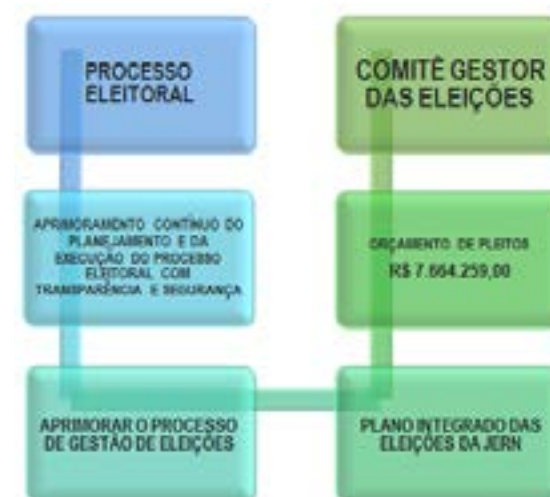 PROCESSO
ELEITORAL
APRIMORAMENTO CONTÍNUO DO
PLANEJAMENTO E DA
EXECUÇÃO DO PROCESSO
ELEITORAL COM
TRANSPARÊNCIA E SEGURANÇA
APRIMORAR O PROCESSO
DE GESTÃO DE ELEIÇÕES
COMITÊ GESTOR
DAS ELEIÇÕES
ORÇAMENTO DE PLEITOS
R$ 7.664.259,00
PLANO INTEGRADO DAS
ELEIÇÕES DA JERN